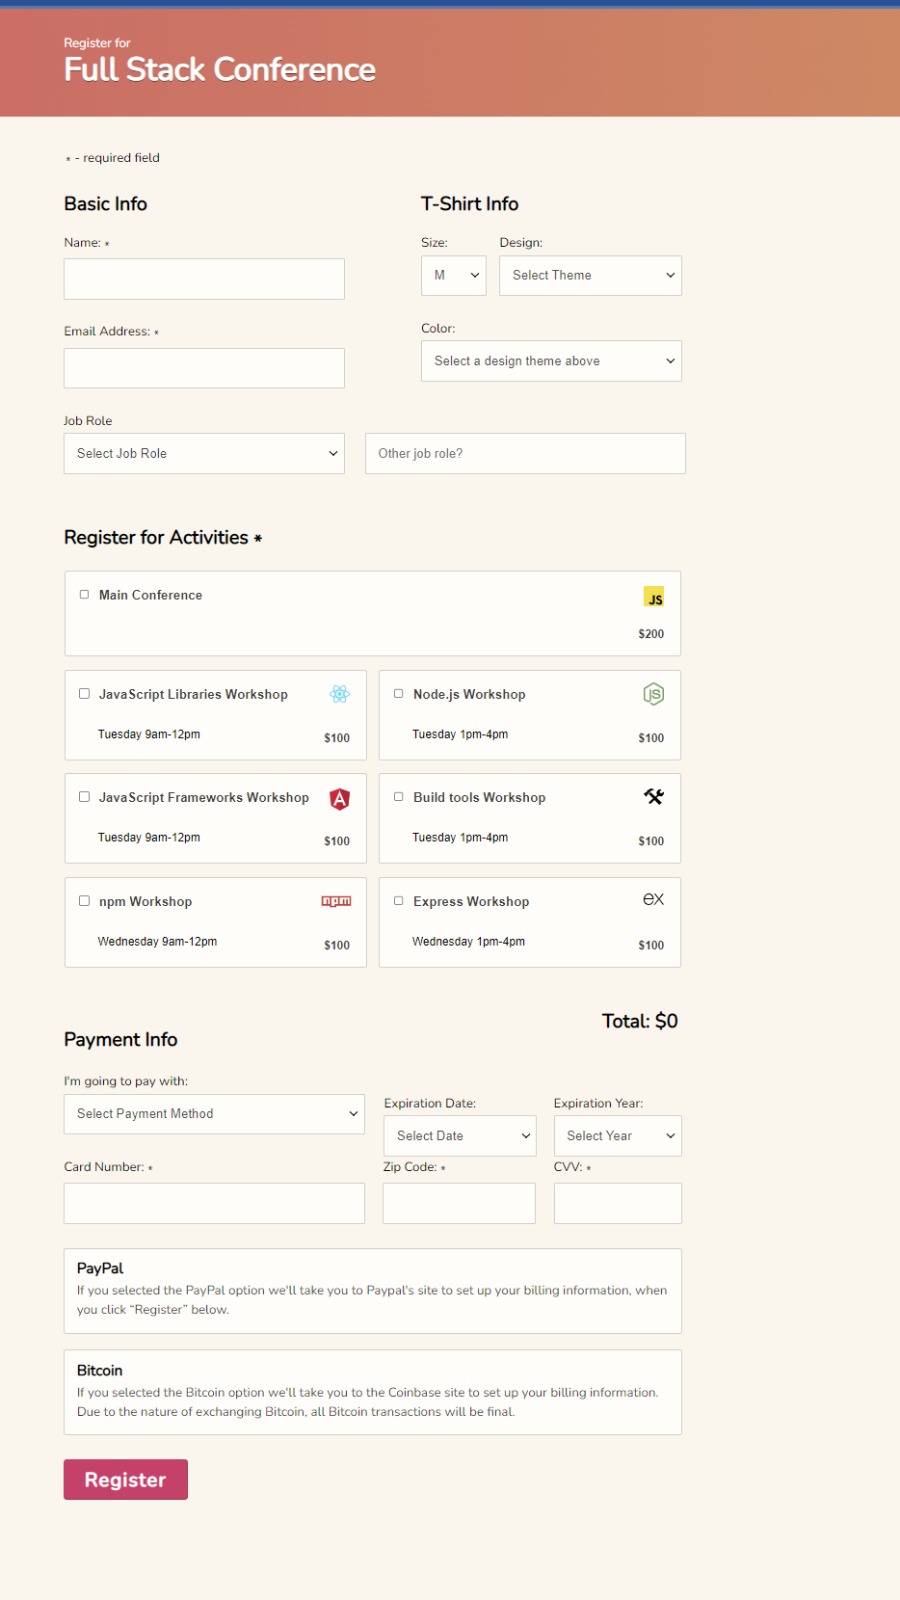 Register for
Full Stack Conference
* - required field
Basic Info
Name: *
Email Address: *
Job Role
Select Job Role
Other job role?
T-Shirt Info
Size:
Design:
M
Select Theme
Color:
Select a design theme above
Register for Activities *
Main Conference
JS
$200
JavaScript Libraries Workshop
Tuesday 9am-12pm
$100
Node.js Workshop
JS
Tuesday 1pm-4pm
$100
JavaScript Frameworks Workshop
A
Tuesday 9am-12pm
$100
Build tools Workshop
Tuesday 1pm-4pm
$100
npm Workshop
npm
Wednesday 9am-12pm
$100
Express Workshop
ex
Wednesday 1pm-4pm
$100
Total: $0
Payment Info
I'm going to pay with:
Select Payment Method
Expiration Date:
Select Date
Expiration Year:
Select Year
Card Number: *
Zip Code: *
CVV: *
PayPal
If you selected the PayPal option we'll take you to Paypal's site to set up your billing information, when
you click “Register” below.
Bitcoin
If you selected the Bitcoin option we'll take you to the Coinbase site to set up your billing information.
Due to the nature of exchanging Bitcoin, all Bitcoin transactions will be final.
Register